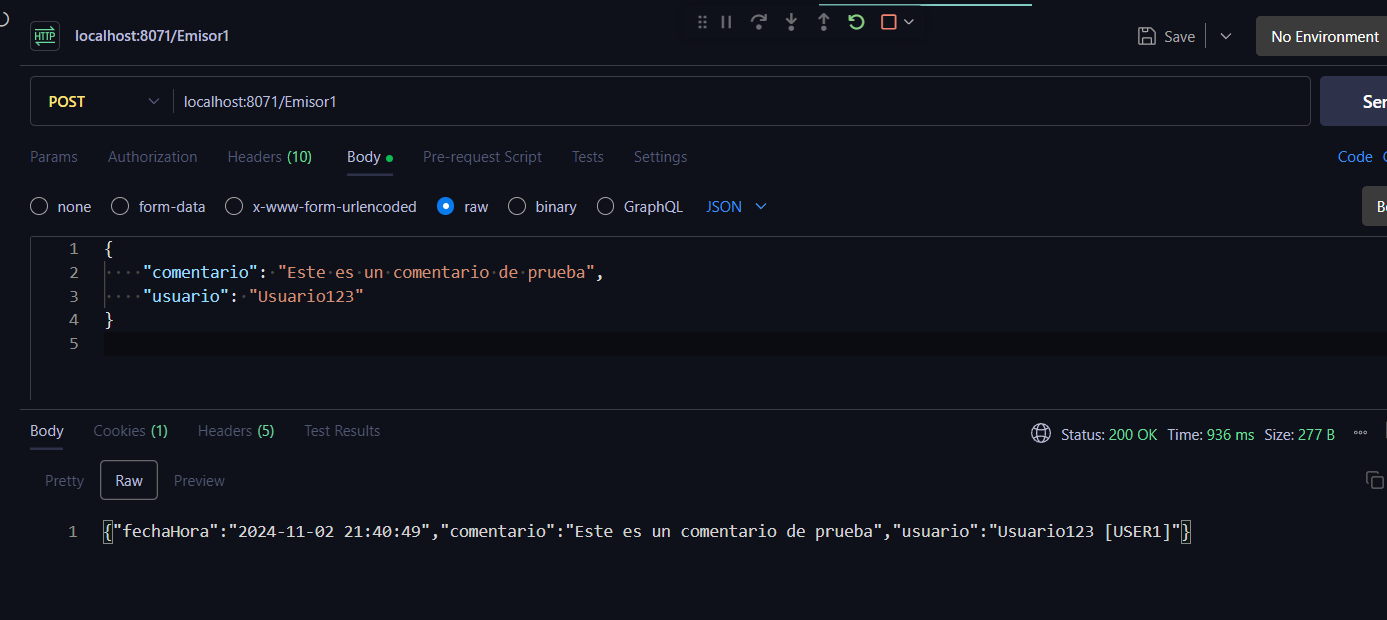 HTTP localhost:8071/Emisor1 Save No Environment
POST localhost:8071/Emisor1
Params Authorization Headers (10) Body Pre-request Script Tests Settings Code
none form-data x-www-form-urlencoded raw binary GraphQL JSON
1 {
2 "comentario": "Este es un comentario de prueba",
3 "usuario": "Usuario123"
4 }
5
Body Cookies (1) Headers (5) Test Results Status: 200 OK Time: 936 ms Size: 277 B
Pretty Raw Preview
1 {"fechaHora":"2024-11-02 21:40:49","comentario":"Este es un comentario de prueba","usuario":"Usuario123 [USER1]"}